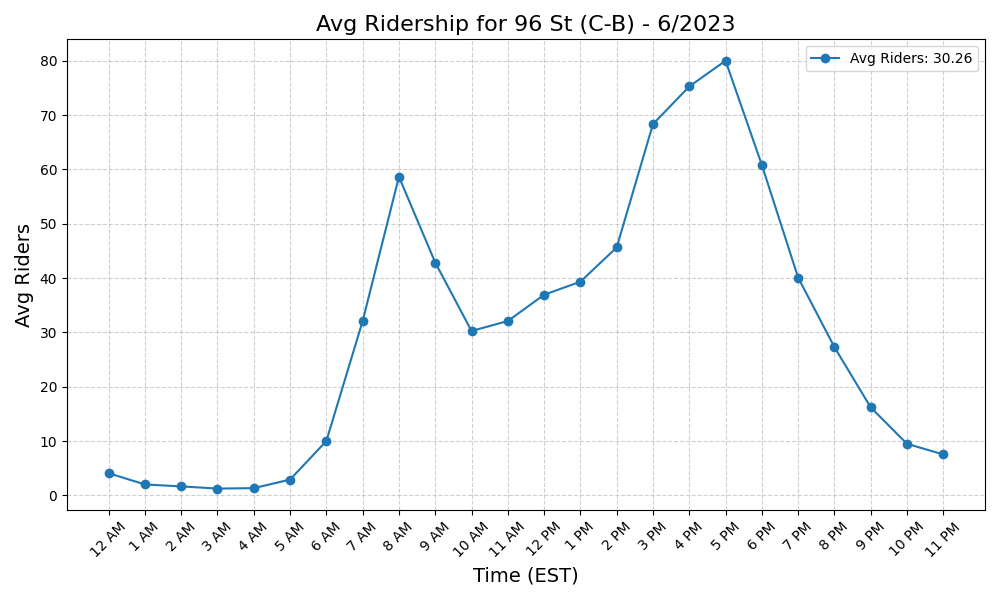 Avg Ridership for 96 St (C-B) - 6/2023
Avg Riders: 30.26
Avg Riders
80
70
60
50
40
30
20
10
0
12 AM
1 AM
2 AM
3 AM
4 AM
5 AM
6 AM
7 AM
8 AM
9 AM
10 AM
11 AM
12 PM
1 PM
2 PM
3 PM
4 PM
5 PM
6 PM
7 PM
8 PM
9 PM
10 PM
11 PM
Time (EST)